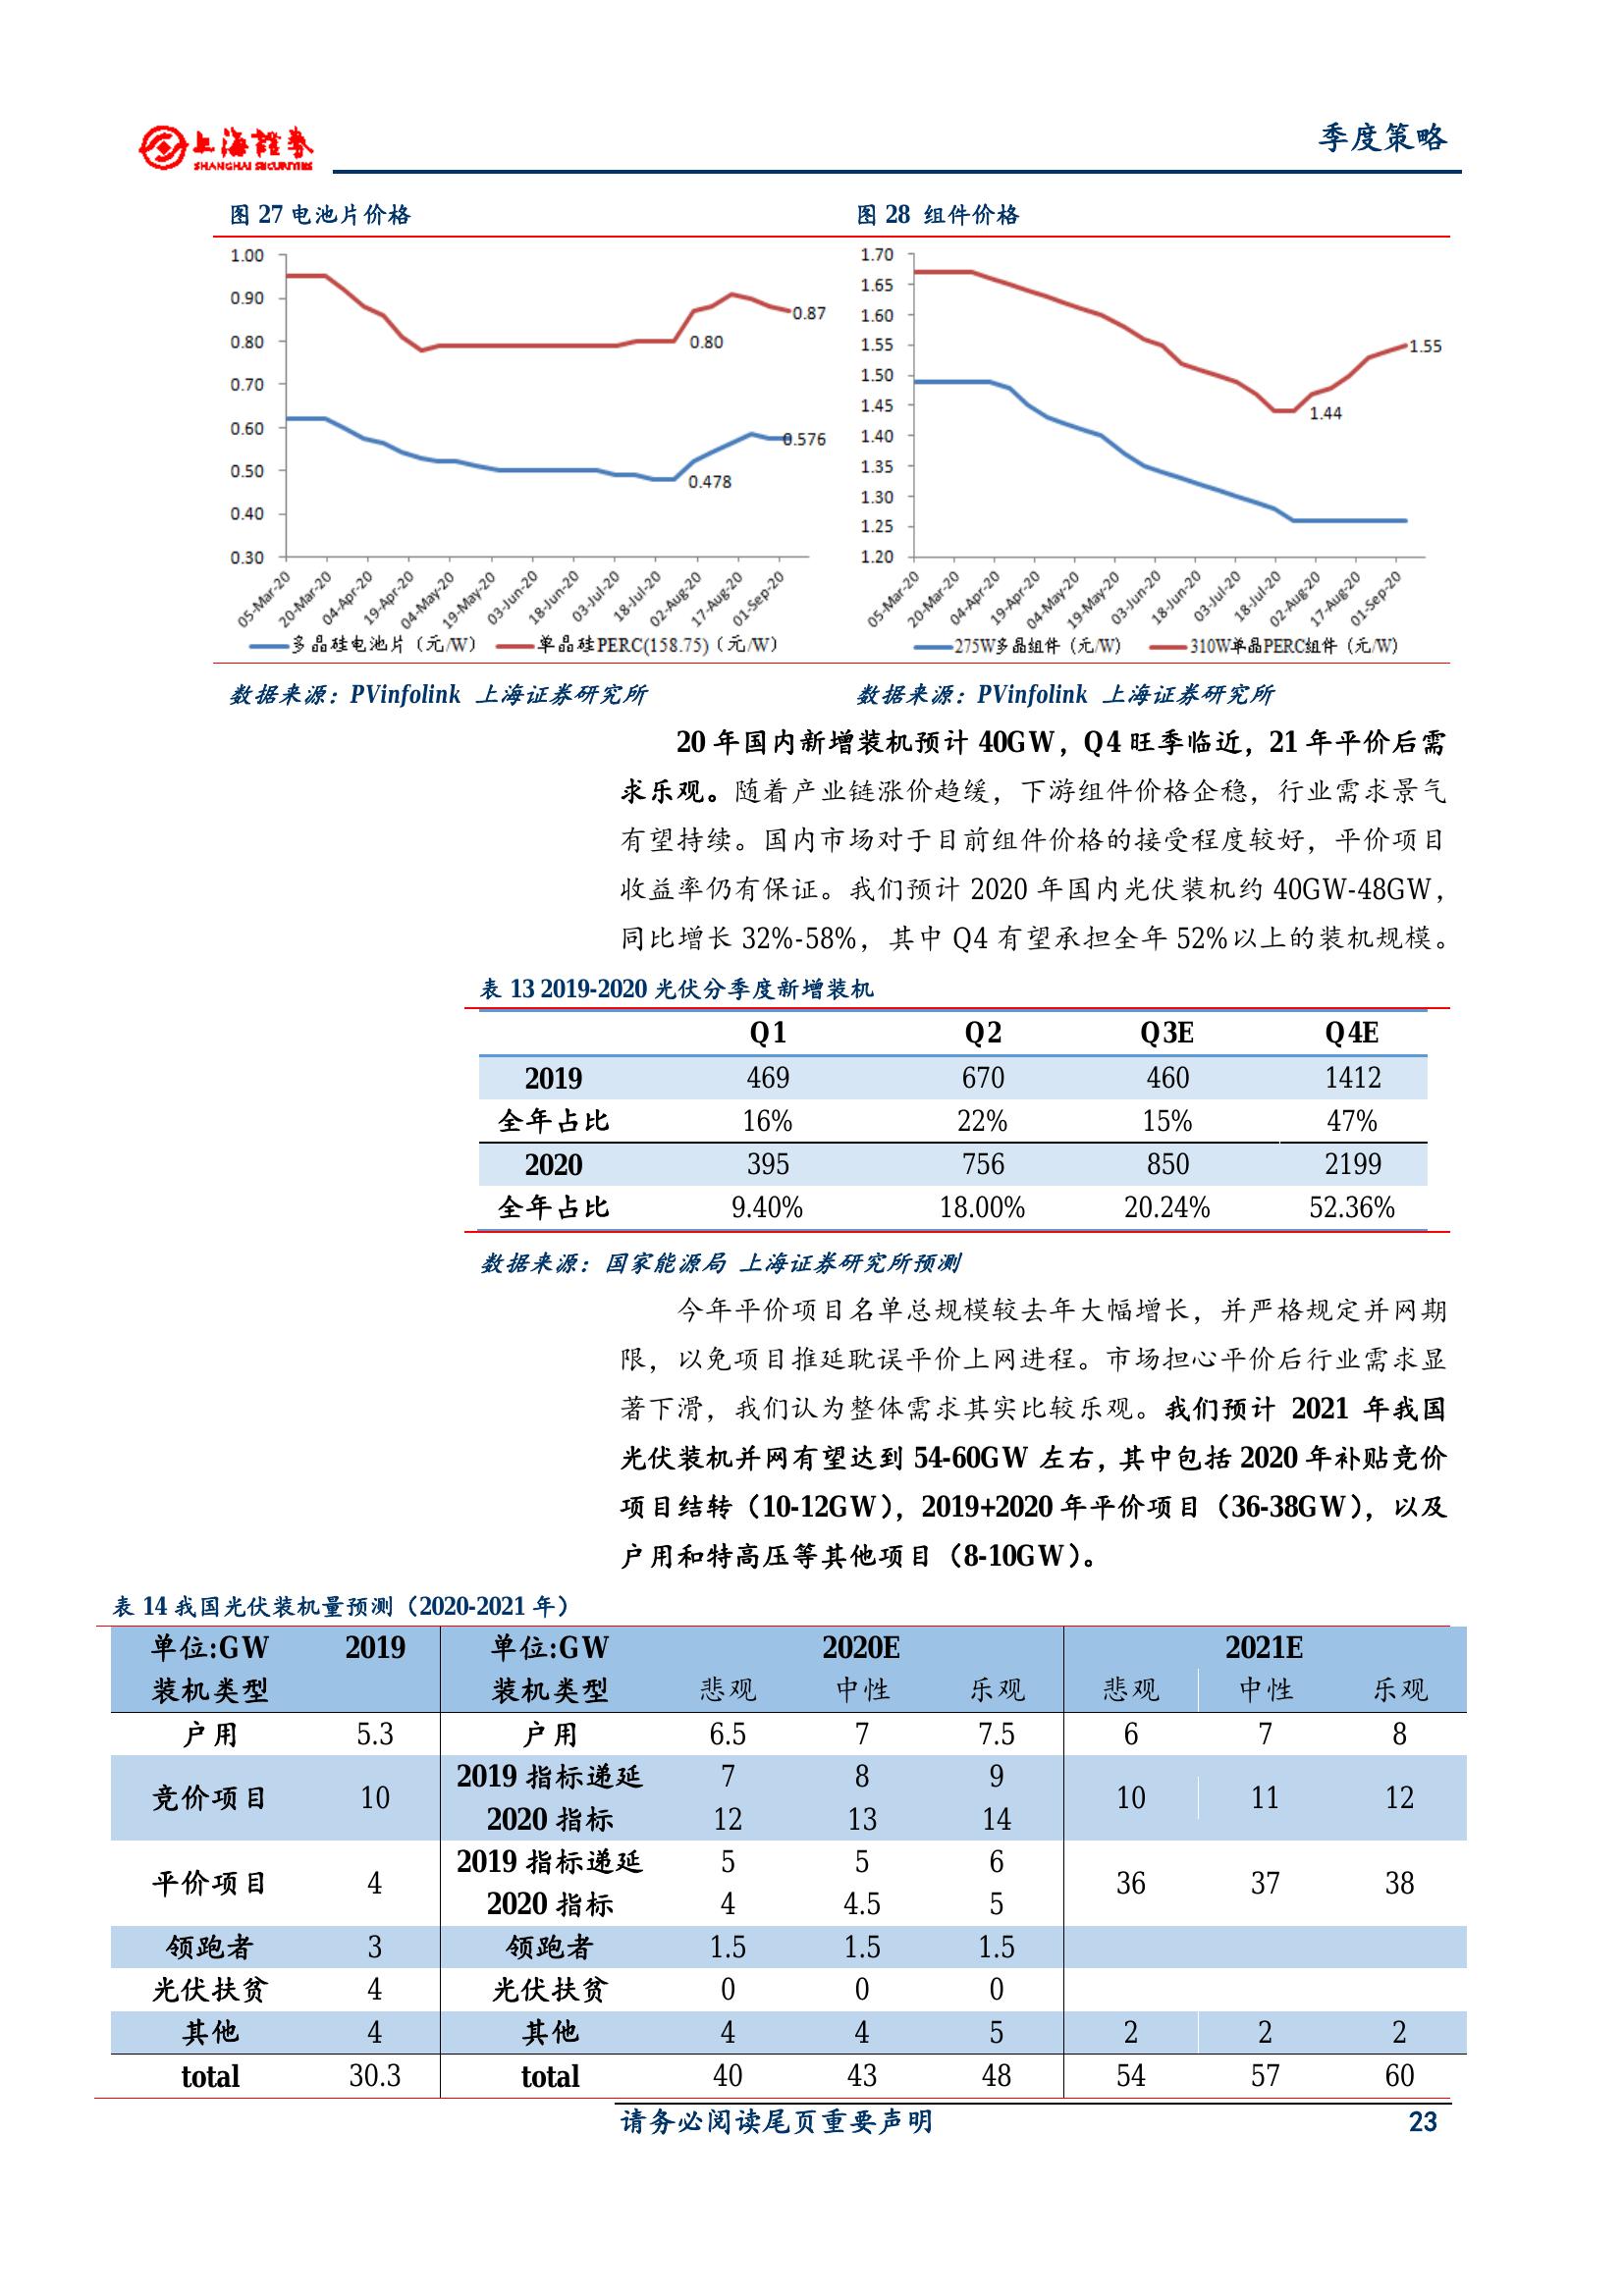 上海證券
SHANGHAI SECURITIES
季度策略
图 27 电池片价格
1.00
0.90
0.80
0.70
0.60
0.50
0.40
0.30
0.87
0.80
0.576
0.478
05-Mar-20 20-Mar-20 04-Apr-20 19-Apr-20 04-May-20 19-May-20 03-Jun-20 18-Jun-20 03-Jul-20 18-Jul-20 02-Aug-20 17-Aug-20 01-Sep-20
多晶硅电池片（元/W） 单晶硅PERC(158.75)（元/W）
数据来源：PVinfolink 上海证券研究所
图 28 组件价格
1.70
1.65
1.60
1.55
1.50
1.45
1.40
1.35
1.30
1.25
1.20
1.55
1.44
05-Mar-20 20-Mar-20 04-Apr-20 19-Apr-20 04-May-20 19-May-20 03-Jun-20 18-Jun-20 03-Jul-20 18-Jul-20 02-Aug-20 17-Aug-20 01-Sep-20
275W多晶组件（元/W） 310W单晶PERC组件（元/W）
数据来源：PVinfolink 上海证券研究所
20 年国内新增装机预计 40GW，Q4 旺季临近，21 年平价后需
求乐观。随着产业链涨价趋缓，下游组件价格企稳，行业需求景气
有望持续。国内市场对于目前组件价格的接受程度较好，平价项目
收益率仍有保证。我们预计 2020 年国内光伏装机约 40GW-48GW，
同比增长 32%-58%，其中 Q4 有望承担全年 52%以上的装机规模。
表 13 2019-2020 光伏分季度新增装机
Q1 Q2 Q3E Q4E
2019 469 670 460 1412
全年占比 16% 22% 15% 47%
2020 395 756 850 2199
全年占比 9.40% 18.00% 20.24% 52.36%
数据来源：国家能源局 上海证券研究所预测
今年平价项目名单总规模较去年大幅增长，并严格规定并网期
限，以免项目推延耽误平价上网进程。市场担心平价后行业需求显
著下滑，我们认为整体需求其实比较乐观。我们预计 2021 年我国
光伏装机并网有望达到 54-60GW 左右，其中包括 2020 年补贴竞价
项目结转（10-12GW），2019+2020 年平价项目（36-38GW），以及
户用和特高压等其他项目（8-10GW）。
表 14 我国光伏装机量预测（2020-2021 年）
单位:GW 2019 单位:GW 2020E 2021E
装机类型 装机类型 悲观 中性 乐观 悲观 中性 乐观
户用 5.3 户用 6.5 7 7.5 6 7 8
竞价项目 10 2019 指标递延 7 8 9 10 11 12
2020 指标 12 13 14
平价项目 4 2019 指标递延 5 5 6 36 37 38
2020 指标 4 4.5 5
领跑者 3 领跑者 1.5 1.5 1.5
光伏扶贫 4 光伏扶贫 0 0 0
其他 4 其他 4 4 5 2 2 2
total 30.3 total 40 43 48 54 57 60
请务必阅读尾页重要声明
23